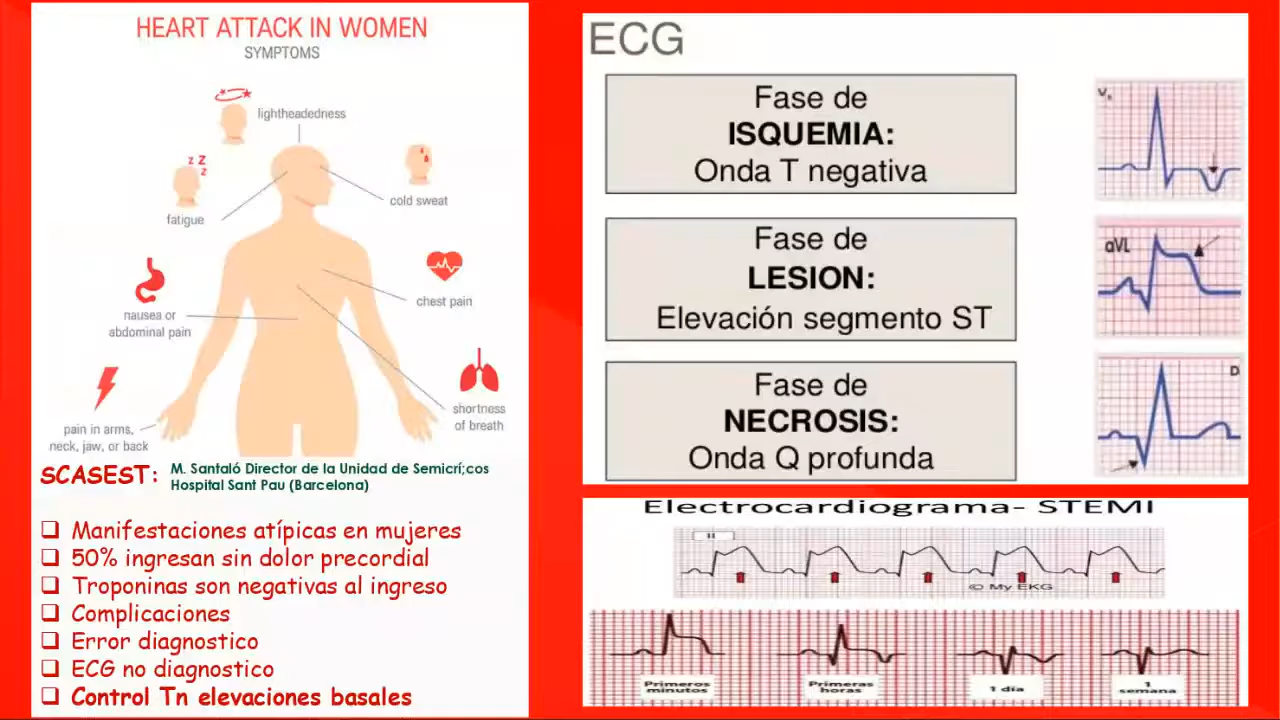 HEART ATTACK IN WOMEN
SYMPTOMS
lightheadedness
z Z
z
fatigue
cold sweat
nausea or
abdominal pain
chest pain
pain in arms,
neck, jaw, or back
shortness
of breath
SCASEST: M. Santaló Director de la Unidad de Semicrí;cos
Hospital Sant Pau (Barcelona)
Manifestaciones atípicas en mujeres
50% ingresan sin dolor precordial
Troponinas son negativas al ingreso
Complicaciones
Error diagnostico
ECG no diagnostico
Control Tn elevaciones basales
ECG
Fase de
ISQUEMIA:
Onda T negativa
Fase de
LESION:
Elevación segmento ST
aVL
Fase de
NECROSIS:
Onda Q profunda
D
Electrocardiograma- STEMI
II
© My EKG
Primeros
minutos
Primeras
horas
1 día
1
semana